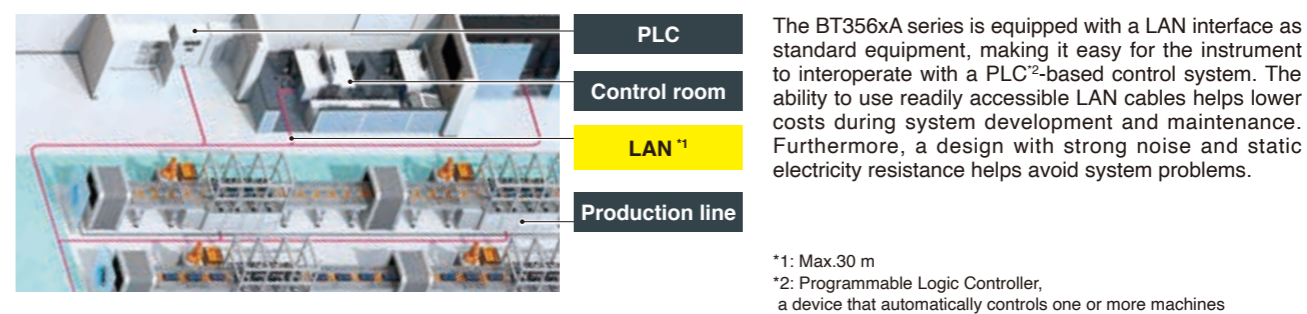 PLC
Control room
LAN *1
Production line
The BT356xA series is equipped with a LAN interface as
standard equipment, making it easy for the instrument
to interoperate with a PLC*2-based control system. The
ability to use readily accessible LAN cables helps lower
costs during system development and maintenance.
Furthermore, a design with strong noise and static
electricity resistance helps avoid system problems.
*1: Max.30 m
*2: Programmable Logic Controller,
a device that automatically controls one or more machines